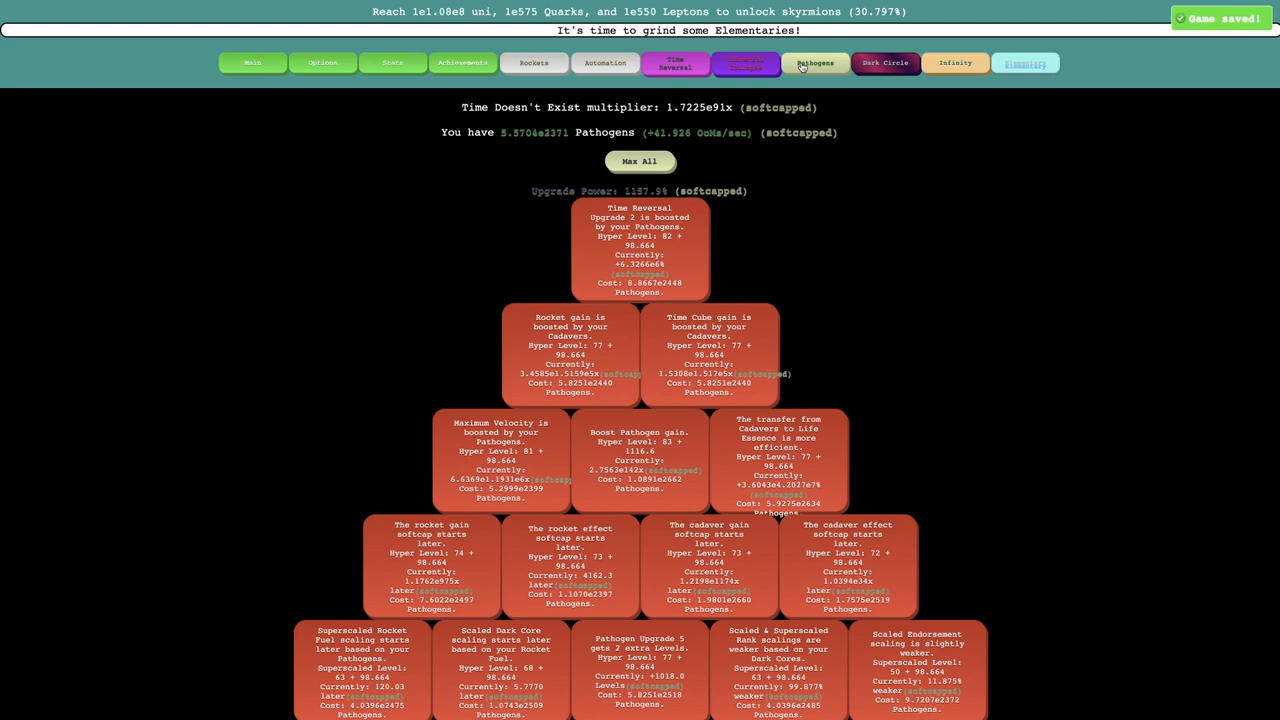 Reach 1e1.08e8 uni, 1e575 Quarks, and 1e550 Leptons to unlock skyrmions (30.797%)
Game saved!
It's time to grind some Elementaries!
Main
Options
Stats
Achievements
Rockets
Automation
Time
Reversal
Pathogens
Dark Circle
Infinity
Elementary
Time Doesn't Exist multiplier: 1.7225e91x (softcapped)
You have 5.5704e2371 Pathogens (+41.926 OoMs/sec) (softcapped)
Max All
Upgrade Power: 1157.9% (softcapped)
Time Reversal
Upgrade 2 is boosted
by your Pathogens.
Hyper Level: 82 +
98.664
Currently:
+6.3266e6%
(softcapped)
Cost: 8.8667e2448
Pathogens.
Rocket gain is
boosted by your
Cadavers.
Hyper Level: 77 +
98.664
Currently:
3.4585e1.5159e5x(softcapp
Cost: 5.8251e2440
Pathogens.
Time Cube gain is
boosted by your
Cadavers.
Hyper Level: 77 +
98.664
Currently:
1.5308e1.517e5x(softcapped)
Cost: 5.8251e2440
Pathogens.
Maximum Velocity is
boosted by your
Pathogens.
Hyper Level: 81 +
98.664
Currently:
6.6369e1.1931e6x(softcapp
Cost: 5.2999e2399
Pathogens.
Boost Pathogen gain.
Hyper Level: 83 +
1116.6
Currently:
2.7563e142x(softcapped)
Cost: 1.0891e2662
Pathogens.
The transfer from
Cadavers to Life
Essence is more
efficient.
Hyper Level: 77 +
98.664
Currently:
+3.6043e4.2027e7%
(softcapped)
Cost: 5.9275e2634
Pathogens.
The rocket gain
softcap starts
later.
Hyper Level: 74 +
98.664
Currently:
1.1762e975x
later(softcapped)
Cost: 7.6022e2497
Pathogens.
The rocket effect
softcap starts
later.
Hyper Level: 73 +
98.664
Currently: 4162.3
later(softcapped)
Cost: 1.1070e2397
Pathogens.
The cadaver gain
softcap starts
later.
Hyper Level: 73 +
98.664
Currently:
1.2198e1174x
later(softcapped)
Cost: 1.9801e2660
Pathogens.
The cadaver effect
softcap starts
later.
Hyper Level: 72 +
98.664
Currently:
1.0394e34x
later(softcapped)
Cost: 1.7575e2519
Pathogens.
Superscaled Rocket
Fuel scaling starts
later based on your
Pathogens.
Superscaled Level:
63 + 98.664
Currently: 120.03
later(softcapped)
Cost: 4.0396e2475
Pathogens.
Scaled Dark Core
scaling starts later
based on your Rocket
Fuel.
Hyper Level: 68 +
98.664
Currently: 5.7770
later(softcapped)
Cost: 1.0743e2509
Pathogens.
Pathogen Upgrade 5
gets 2 extra Levels.
Hyper Level: 77 +
98.664
Currently: +1018.0
Levels(softcapped)
Cost: 5.8251e2518
Pathogens.
Scaled & Superscaled
Rank scalings are
weaker based on your
Dark Cores.
Superscaled Level:
63 + 98.664
Currently: 99.877%
weaker(softcapped)
Cost: 4.0396e2485
Pathogens.
Scaled Endorsement
scaling is slightly
weaker.
Superscaled Level:
50 + 98.664
Currently: 11.875%
weaker(softcapped)
Cost: 9.7207e2372
Pathogens.